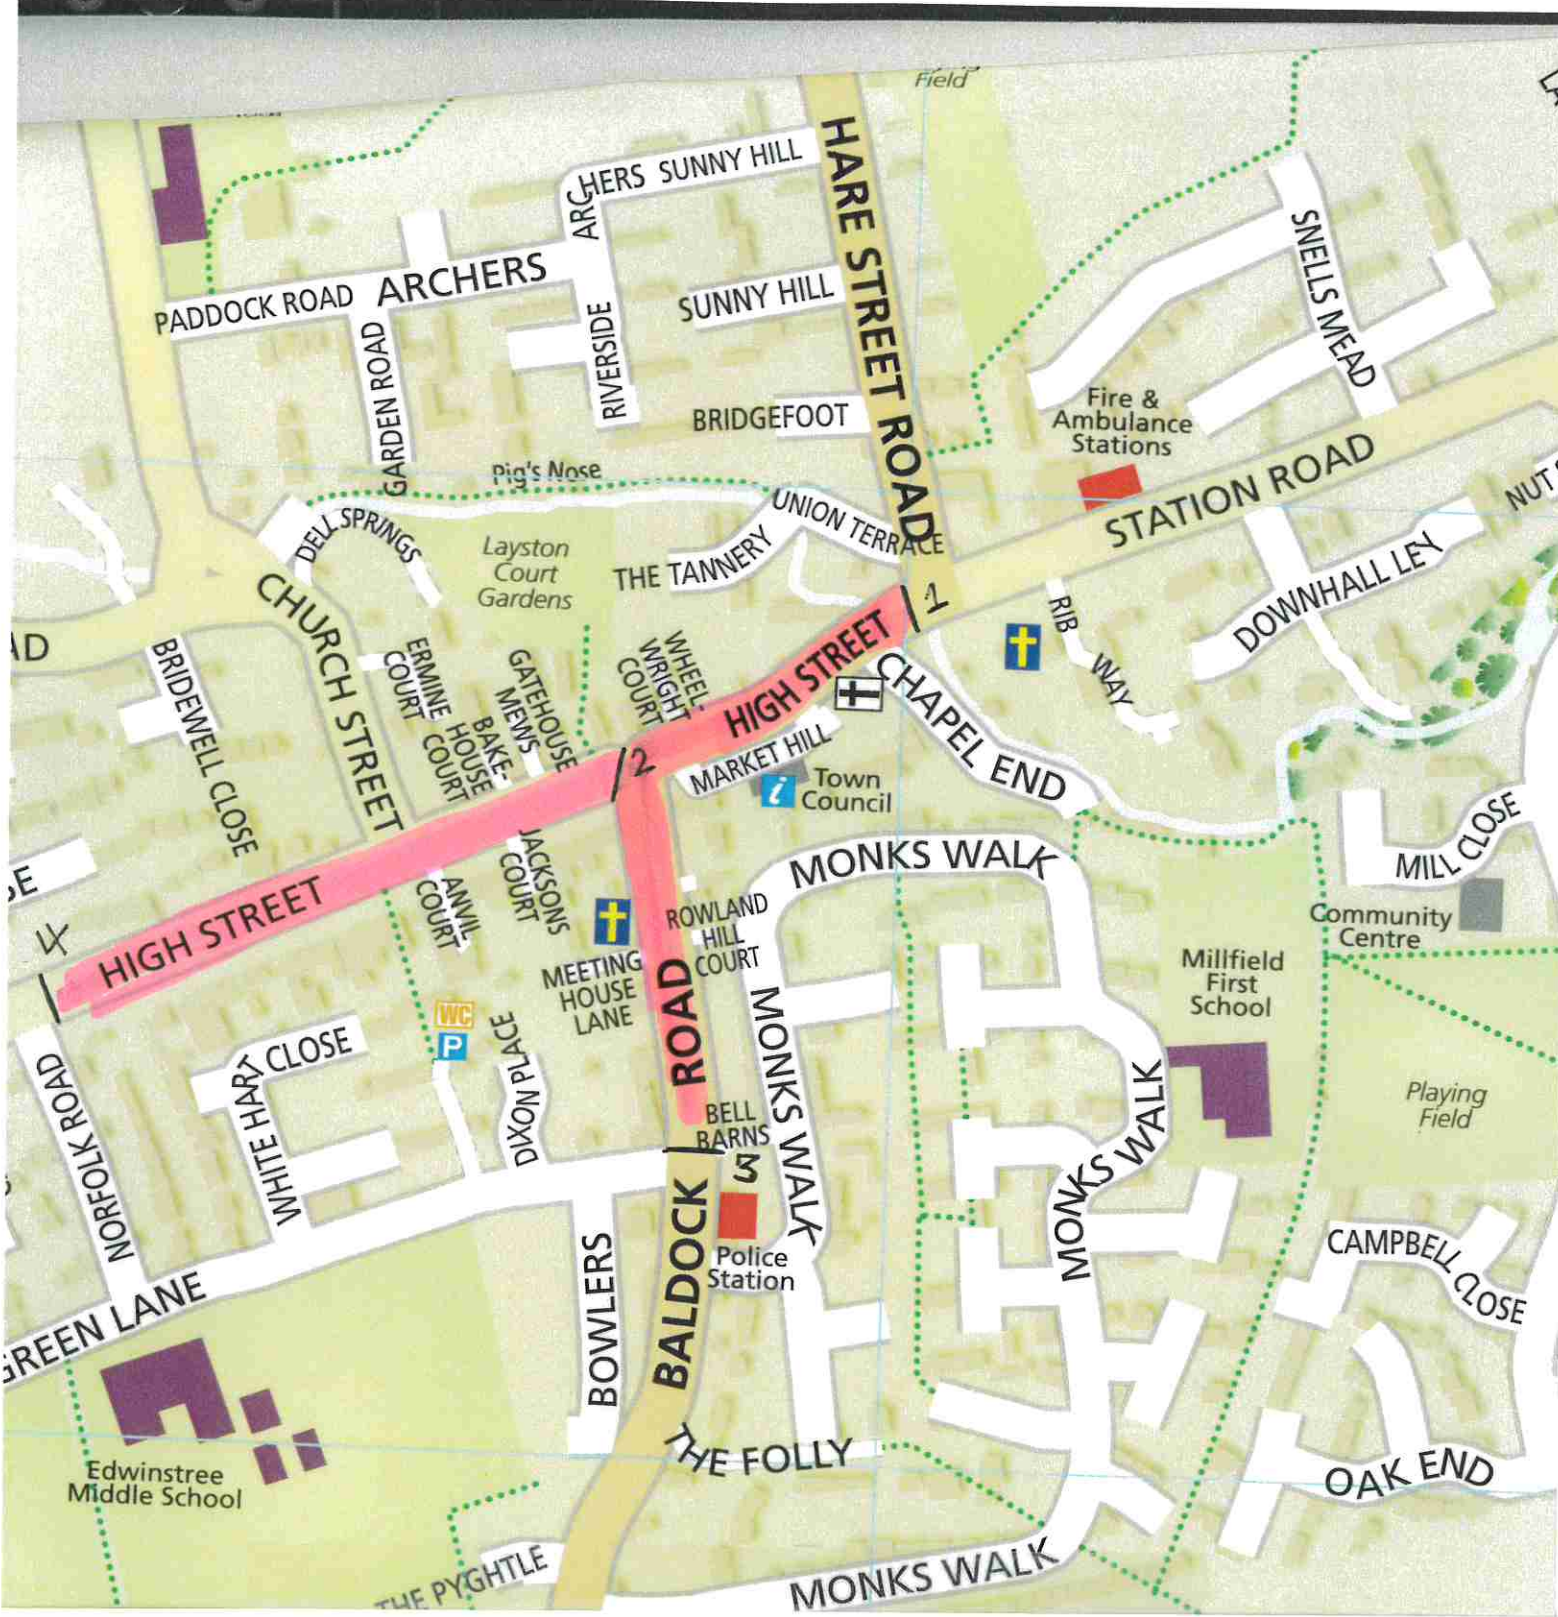 Field
HARE STREET ROAD
ARCHERS
SUNNY HILL
SNELLS MEAD
PADDOCK ROAD
ARCHERS
SUNNY HILL
GARDEN ROAD
RIVERSIDE
BRIDGEFOOT
Fire &
Ambulance
Stations
STATION ROAD
Pig's Nose
DELL SPRINGS
UNION TERRACE
THE TANNERY
Layston
Court
Gardens
CHURCH STREET
1
RIB
WAY
DOWNHALL LEY
AD
BRIDEWELL CLOSE
ERMINE
COURT
BAKE-
HOUSE
COURT
GATEHOUSE
MEWS
WHEEL-
WRIGHT
COURT
HIGH STREET
CHAPEL END
2
MARKET HILL
i
Town
Council
MILL CLOSE
SE
JACKSONS
COURT
ANVIL
COURT
MONKS WALK
ROWLAND
HILL
COURT
Community
Centre
4
HIGH STREET
MEETING
HOUSE
LANE
Millfield
First
School
WC
P
WHITE HART CLOSE
DIXON PLACE
NORFOLK ROAD
MONKS WALK
BELL
BARNS
3
MONKS WALK
Playing
Field
BALDOCK ROAD
Police
Station
BOWLERS
GREEN LANE
CAMPBELL CLOSE
Edwinstree
Middle School
THE FOLLY
OAK END
THE PYGHTLE
MONKS WALK